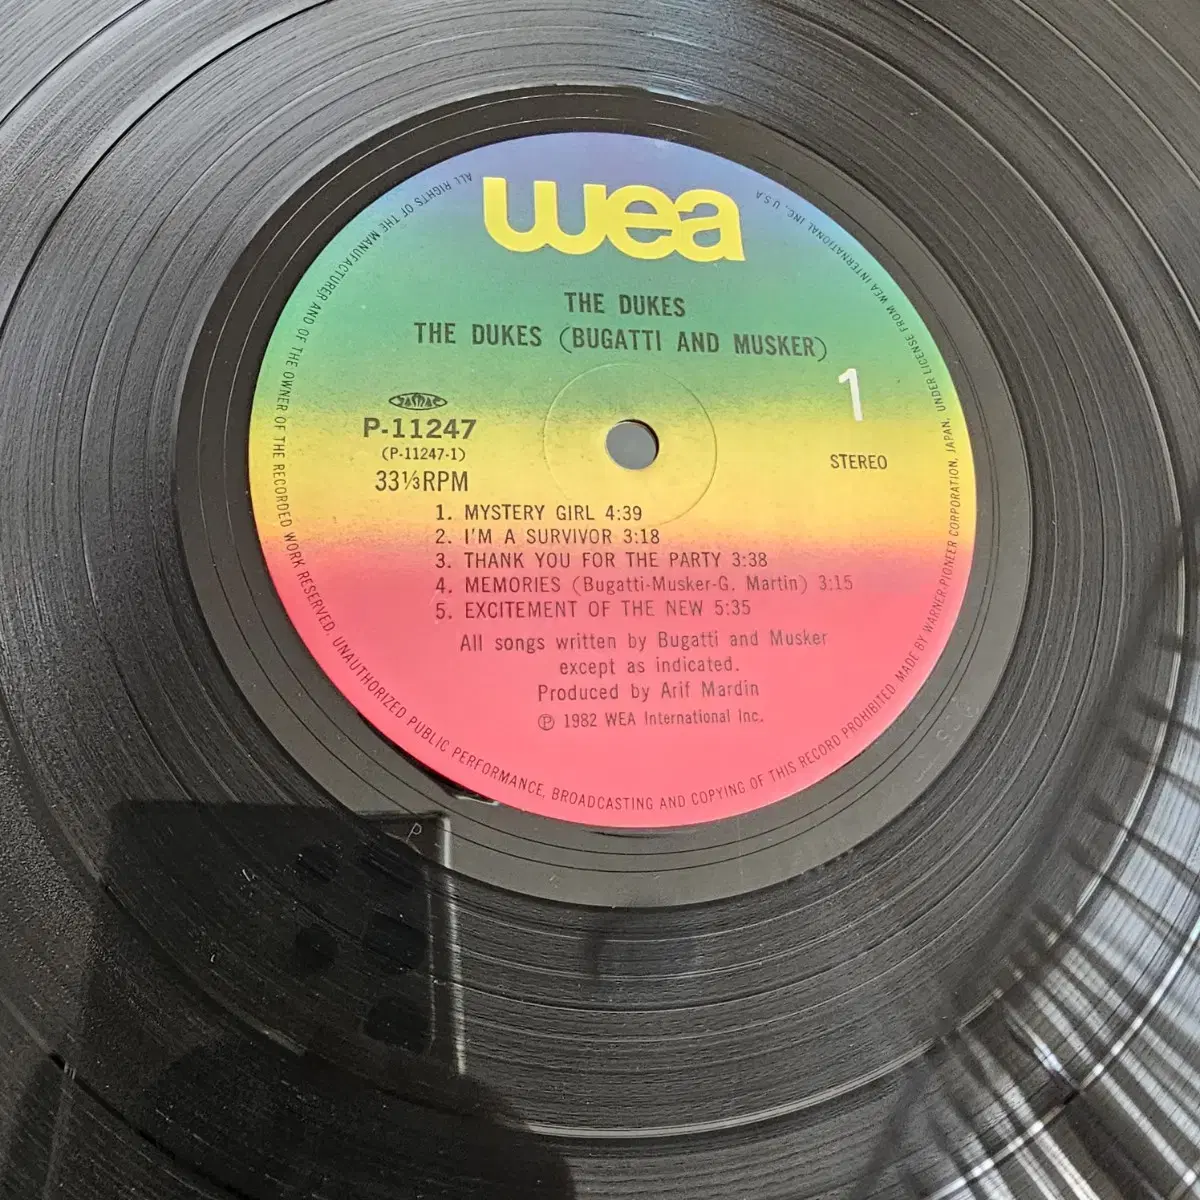 wea
THE DUKES
THE DUKES (BUGATTI AND MUSKER)
1
JASRAC
P-11247
(P-11247-1)
33⅓RPM
STEREO
1. MYSTERY GIRL 4:39
2. I'M A SURVIVOR 3:18
3. THANK YOU FOR THE PARTY 3:38
4. MEMORIES (Bugatti-Musker-G. Martin) 3:15
5. EXCITEMENT OF THE NEW 5:35
All songs written by Bugatti and Musker
except as indicated.
Produced by Arif Mardin
℗ 1982 WEA International Inc.
ALL RIGHTS OF THE MANUFACTURER AND OF THE OWNER OF THE RECORDED WORK RESERVED. UNAUTHORIZED PUBLIC PERFORMANCE, BROADCASTING AND COPYING OF THIS RECORD PROHIBITED. MADE BY WARNER-PIONEER CORPORATION, JAPAN. UNDER LICENSE FROM WEA INTERNATIONAL INC., U S A
P